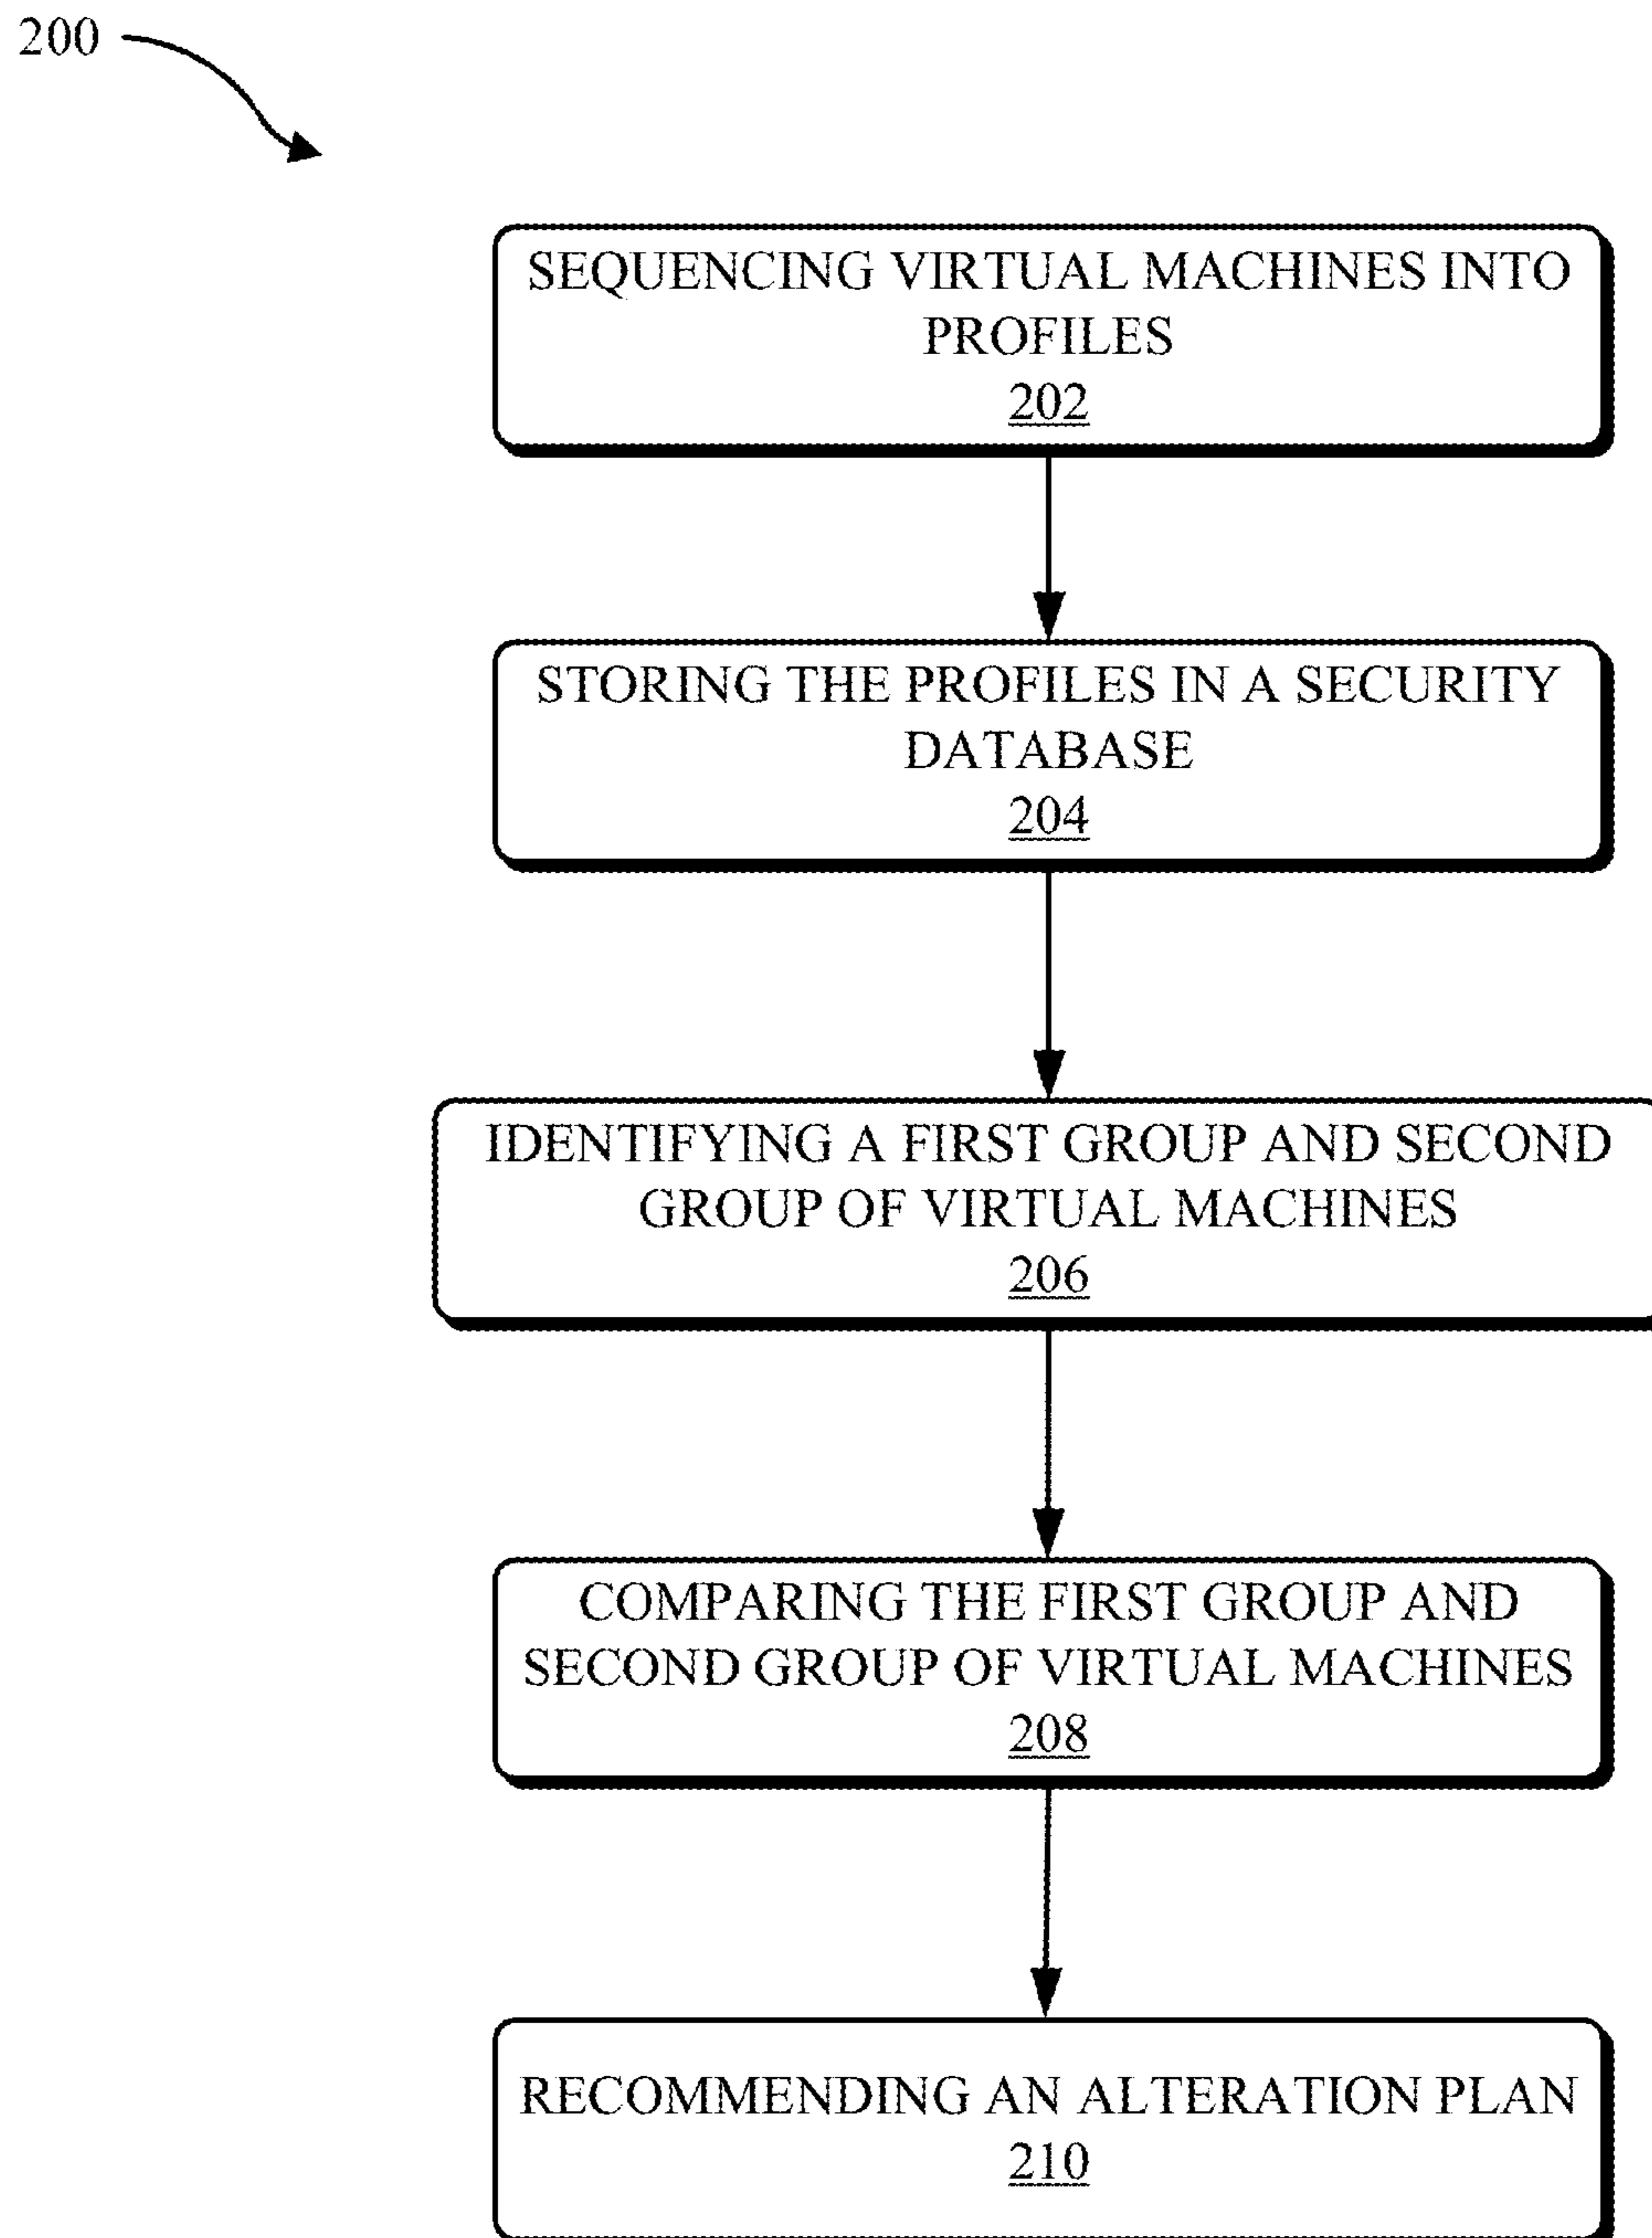 200
SEQUENCING VIRTUAL MACHINES INTO
PROFILES
202
STORING THE PROFILES IN A SECURITY
DATABASE
204
IDENTIFYING A FIRST GROUP AND SECOND
GROUP OF VIRTUAL MACHINES
206
COMPARING THE FIRST GROUP AND
SECOND GROUP OF VIRTUAL MACHINES
208
RECOMMENDING AN ALTERATION PLAN
210